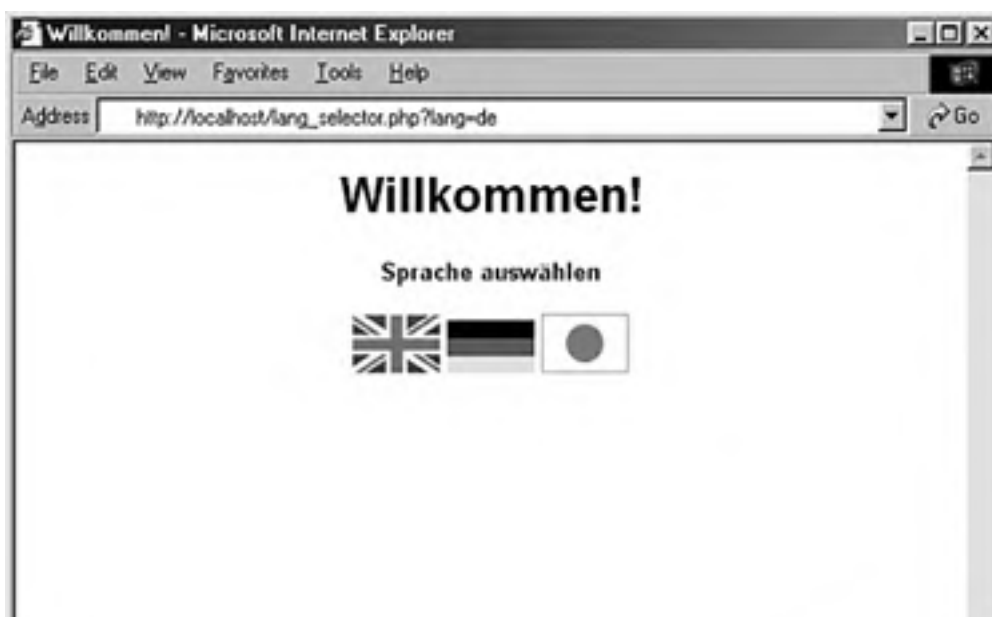 Willkommen! - Microsoft Internet Explorer
File Edit View Favorites Tools Help
Address http://localhost/lang_selector.php?lang=de Go
Willkommen!
Sprache auswählen